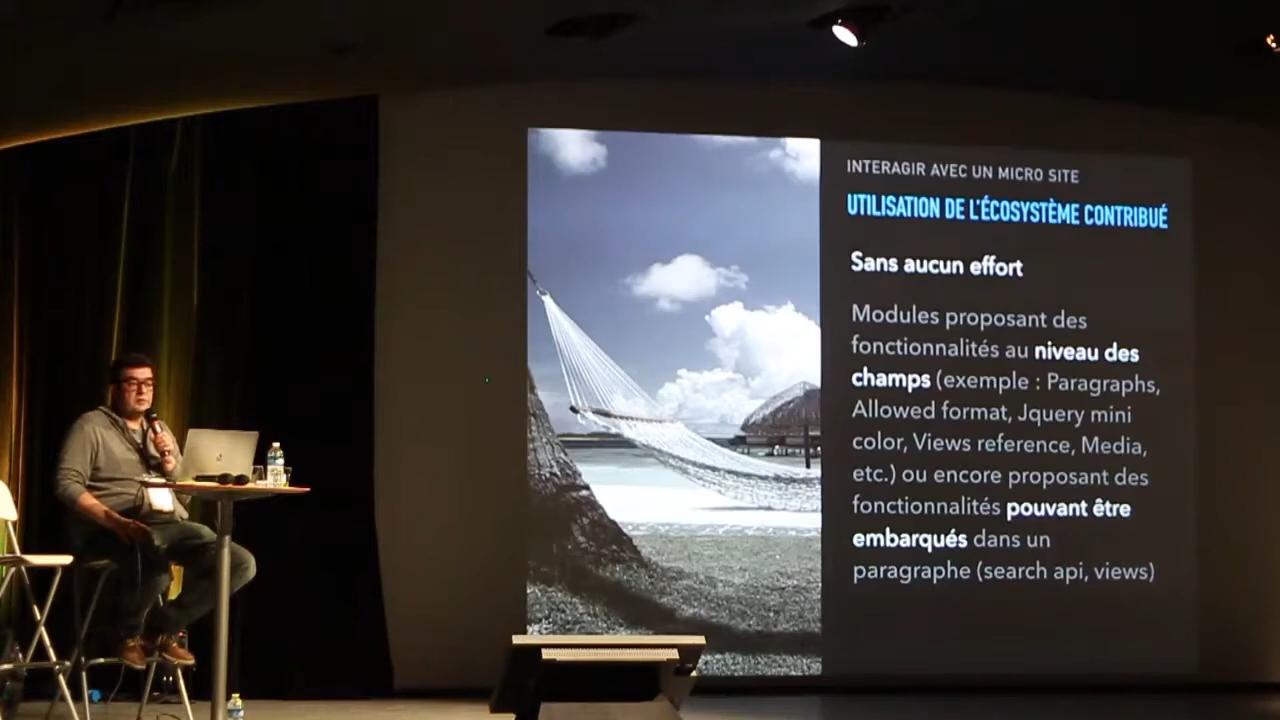 INTERAGIR AVEC UN MICRO SITE
UTILISATION DE L'ÉCOSYSTÈME CONTRIBUÉ
Sans aucun effort
Modules proposant des
fonctionnalités au niveau des
champs (exemple : Paragraphs,
Allowed format, Jquery mini
color, Views reference, Media,
etc.) ou encore proposant des
fonctionnalités pouvant être
embarqués dans un
paragraphe (search api, views)